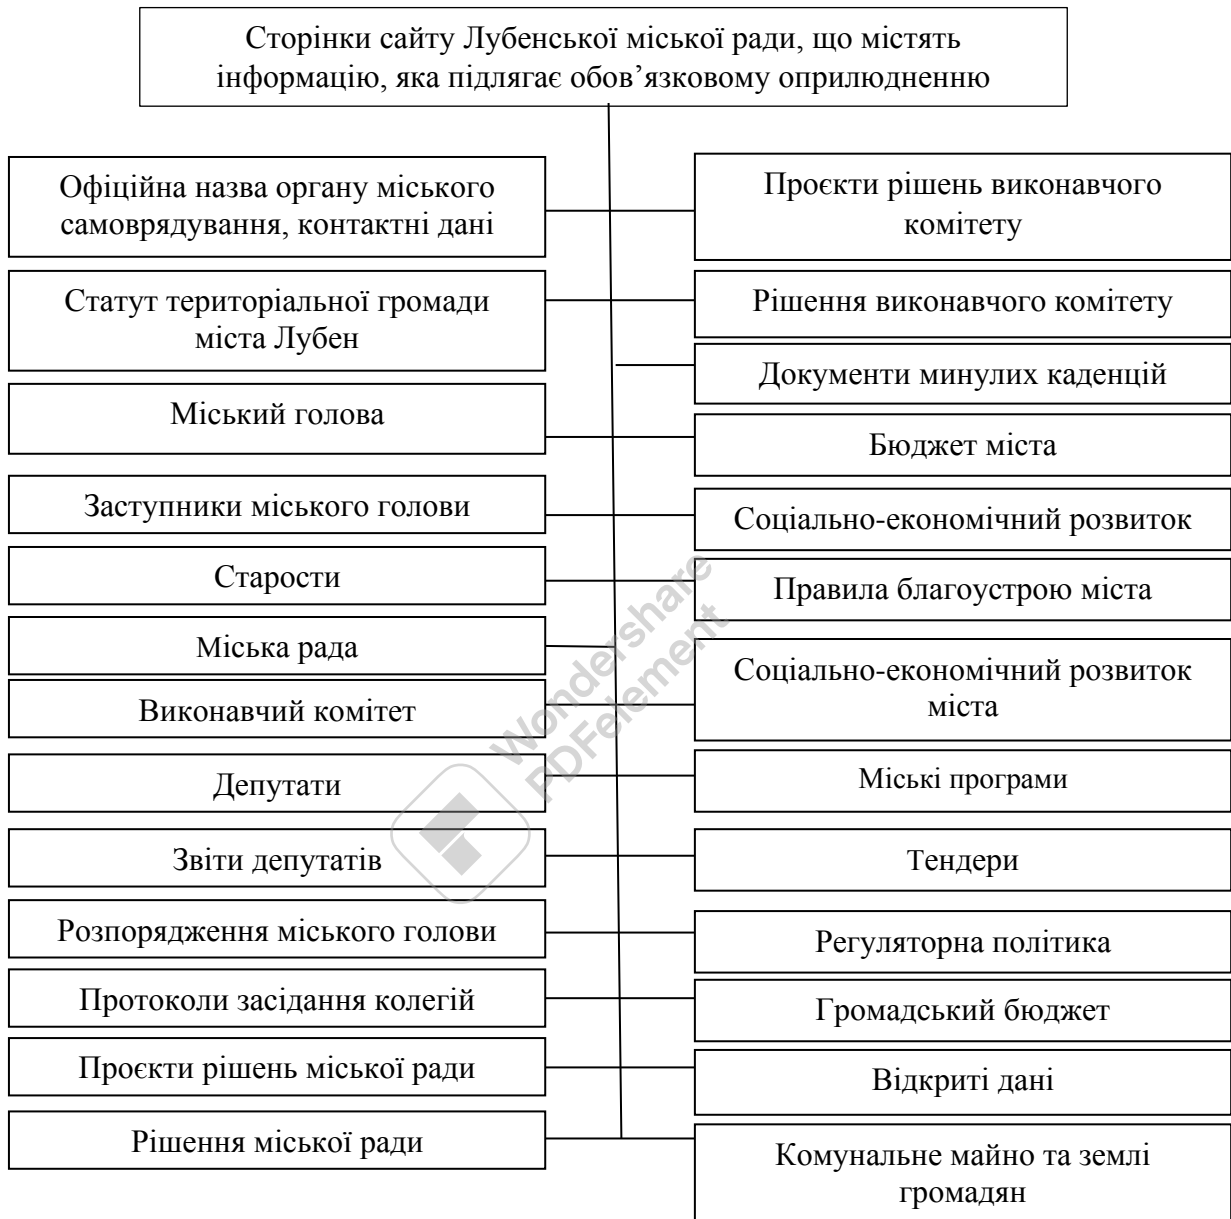 Сторінки сайту Лубенської міської ради, що містять
інформацію, яка підлягає обов’язковому оприлюдненню
Офіційна назва органу міського
самоврядування, контактні дані
Статут територіальної громади
міста Лубен
Міський голова
Заступники міського голови
Старости
Міська рада
Виконавчий комітет
Депутати
Звіти депутатів
Розпорядження міського голови
Протоколи засідання колегій
Проєкти рішень міської ради
Рішення міської ради
Проєкти рішень виконавчого
комітету
Рішення виконавчого комітету
Документи минулих каденцій
Бюджет міста
Соціально-економічний розвиток
Правила благоустрою міста
Соціально-економічний розвиток
міста
Міські програми
Тендери
Регуляторна політика
Громадський бюджет
Відкриті дані
Комунальне майно та землі
громадян
Wondershare
PDFelement